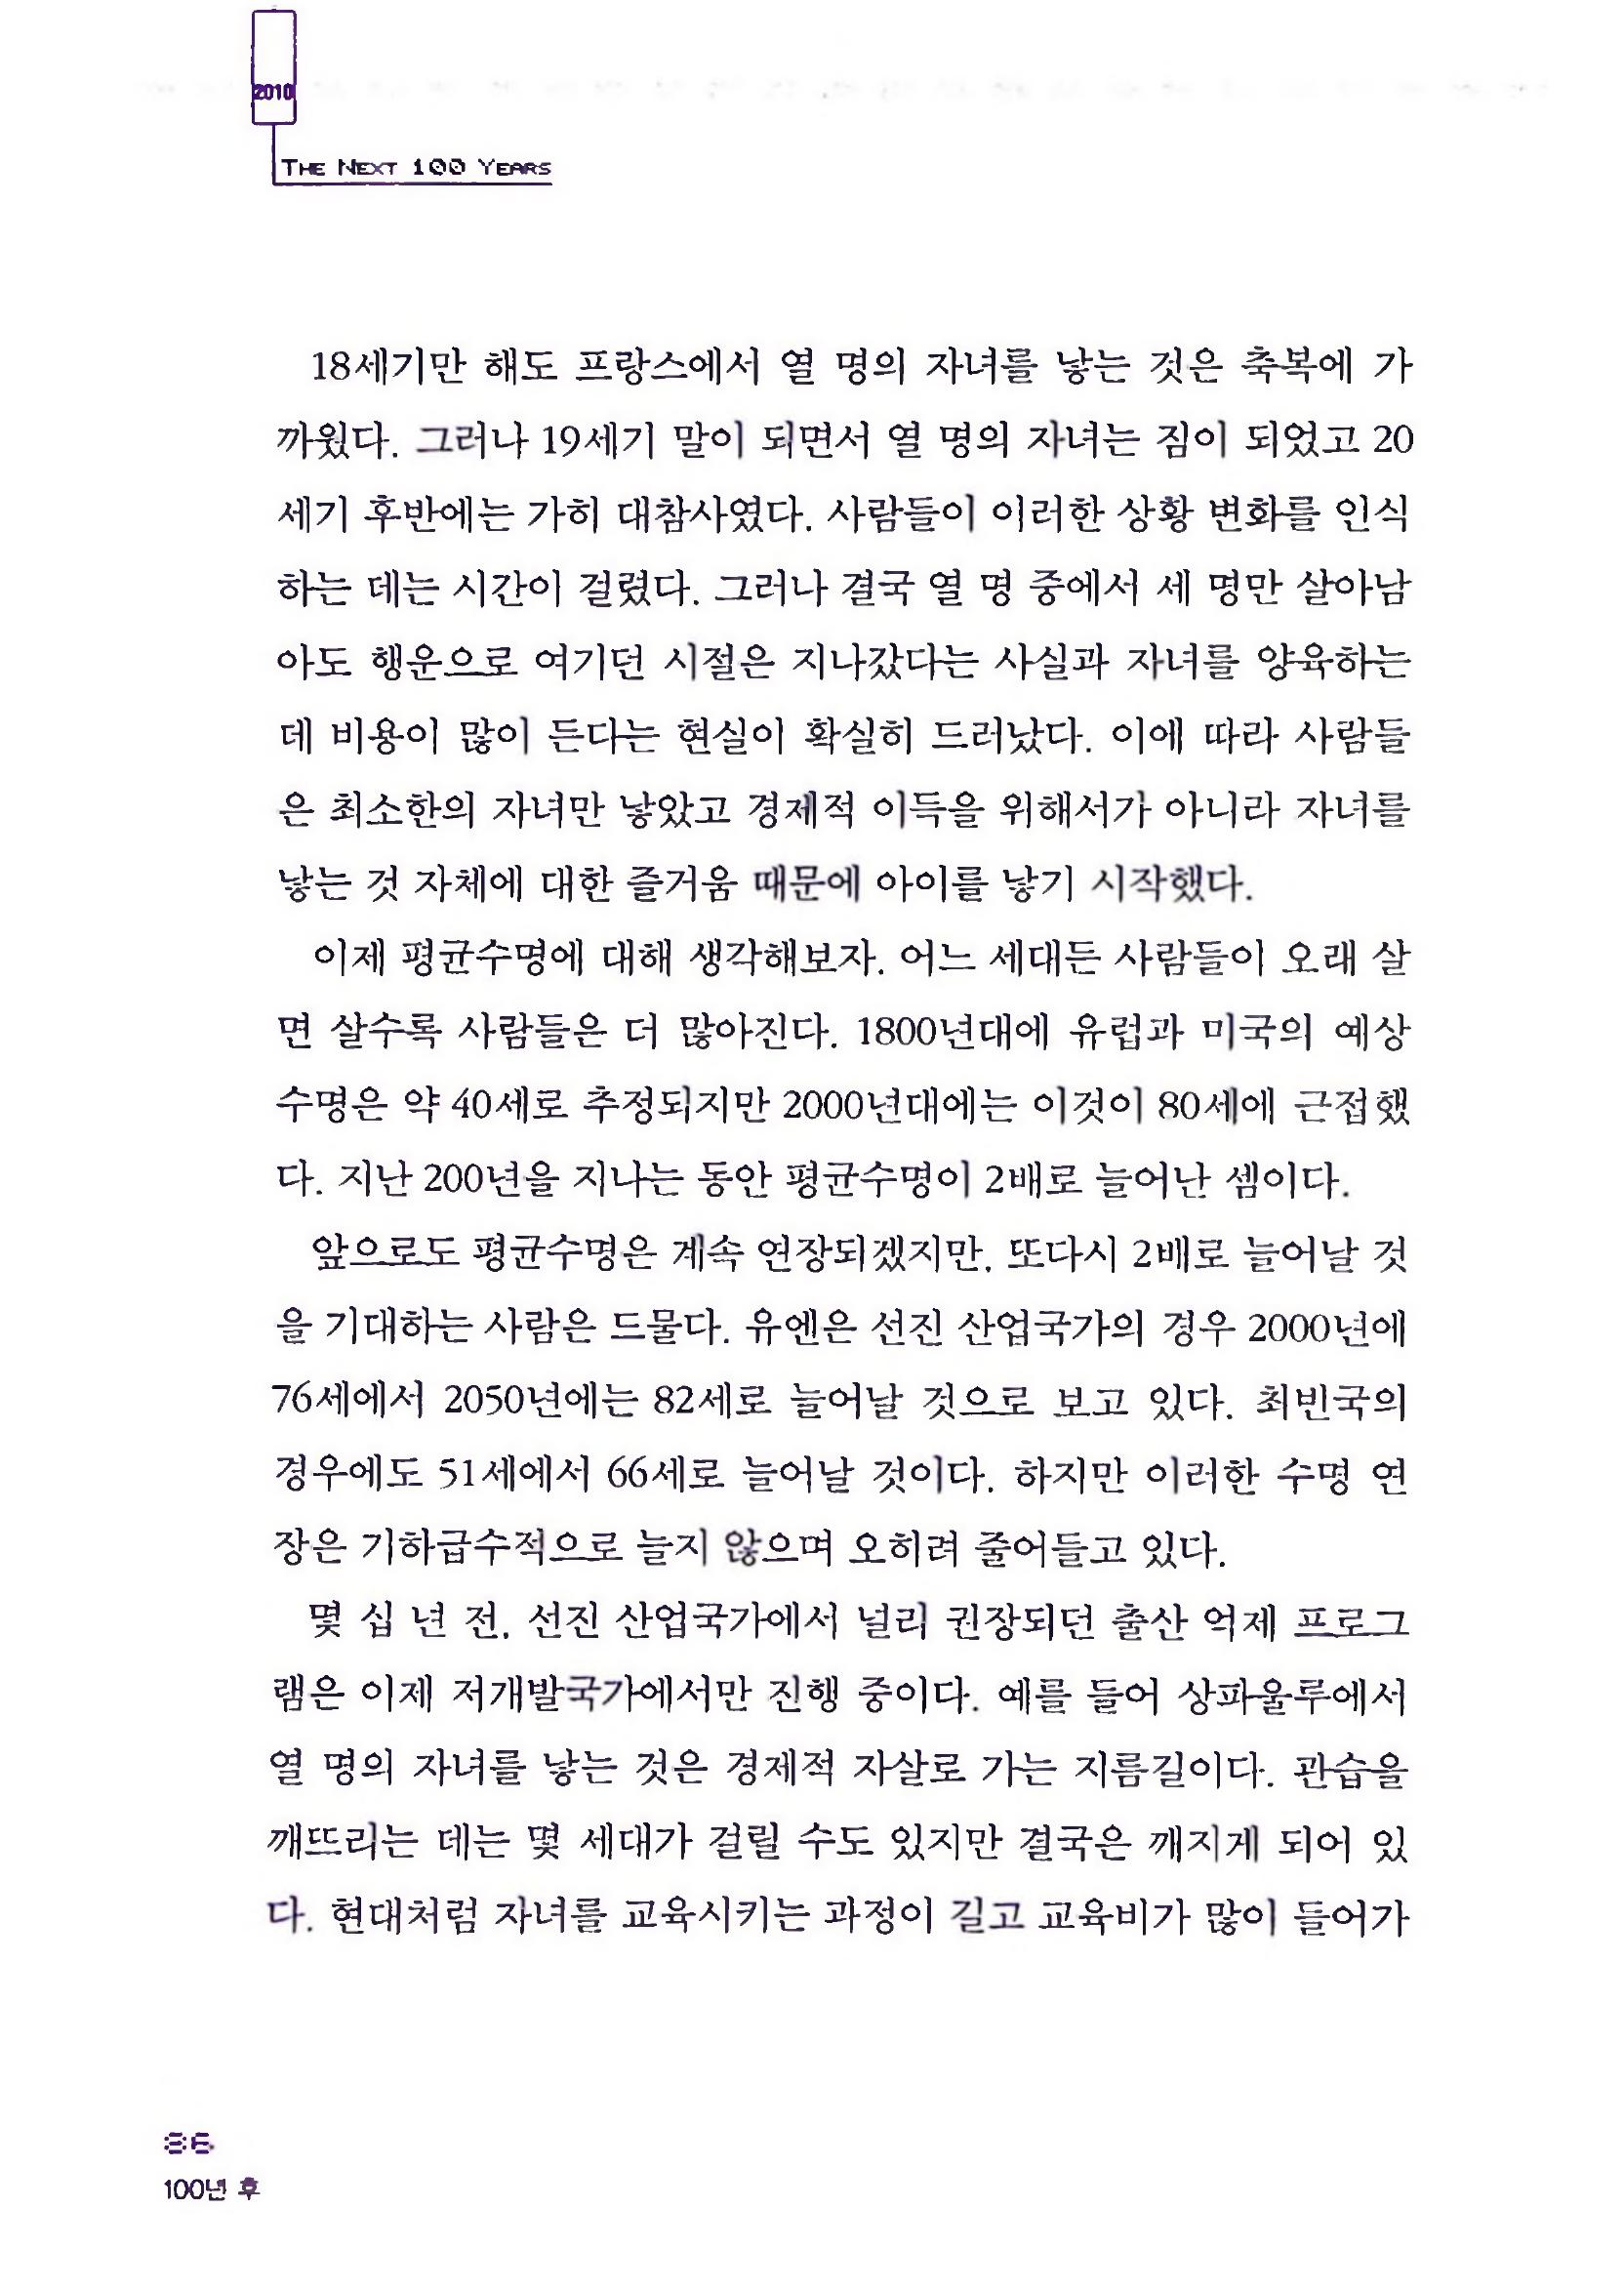 2010
The Next 100 Years
18세기만 해도 프랑스에서 열 명의 자녀를 낳는 것은 축복에 가
까웠다. 그러나 19세기 말이 되면서 열 명의 자녀는 짐이 되었고 20
세기 후반에는 가히 대참사였다. 사람들이 이러한 상황 변화를 인식
하는 데는 시간이 걸렸다. 그러나 결국 열 명 중에서 세 명만 살아남
아도 행운으로 여기던 시절은 지나갔다는 사실과 자녀를 양육하는
데 비용이 많이 든다는 현실이 확실히 드러났다. 이에 따라 사람들
은 최소한의 자녀만 낳았고 경제적 이득을 위해서가 아니라 자녀를
낳는 것 자체에 대한 즐거움 때문에 아이를 낳기 시작했다.
이제 평균수명에 대해 생각해보자. 어느 세대든 사람들이 오래 살
면 살수록 사람들은 더 많아진다. 1800년대에 유럽과 미국의 예상
수명은 약 40세로 추정되지만 2000년대에는 이것이 80세에 근접했
다. 지난 200년을 지나는 동안 평균수명이 2배로 늘어난 셈이다.
앞으로도 평균수명은 계속 연장되겠지만, 또다시 2배로 늘어날 것
을 기대하는 사람은 드물다. 유엔은 선진 산업국가의 경우 2000년에
76세에서 2050년에는 82세로 늘어날 것으로 보고 있다. 최빈국의
경우에도 51세에서 66세로 늘어날 것이다. 하지만 이러한 수명 연
장은 기하급수적으로 늘지 않으며 오히려 줄어들고 있다.
몇 십 년 전, 선진 산업국가에서 널리 권장되던 출산 억제 프로그
램은 이제 저개발국가에서만 진행 중이다. 예를 들어 상파울루에서
열 명의 자녀를 낳는 것은 경제적 자살로 가는 지름길이다. 관습을
깨뜨리는 데는 몇 세대가 걸릴 수도 있지만 결국은 깨지게 되어 있
다. 현대처럼 자녀를 교육시키는 과정이 길고 교육비가 많이 들어가
86
100년 후